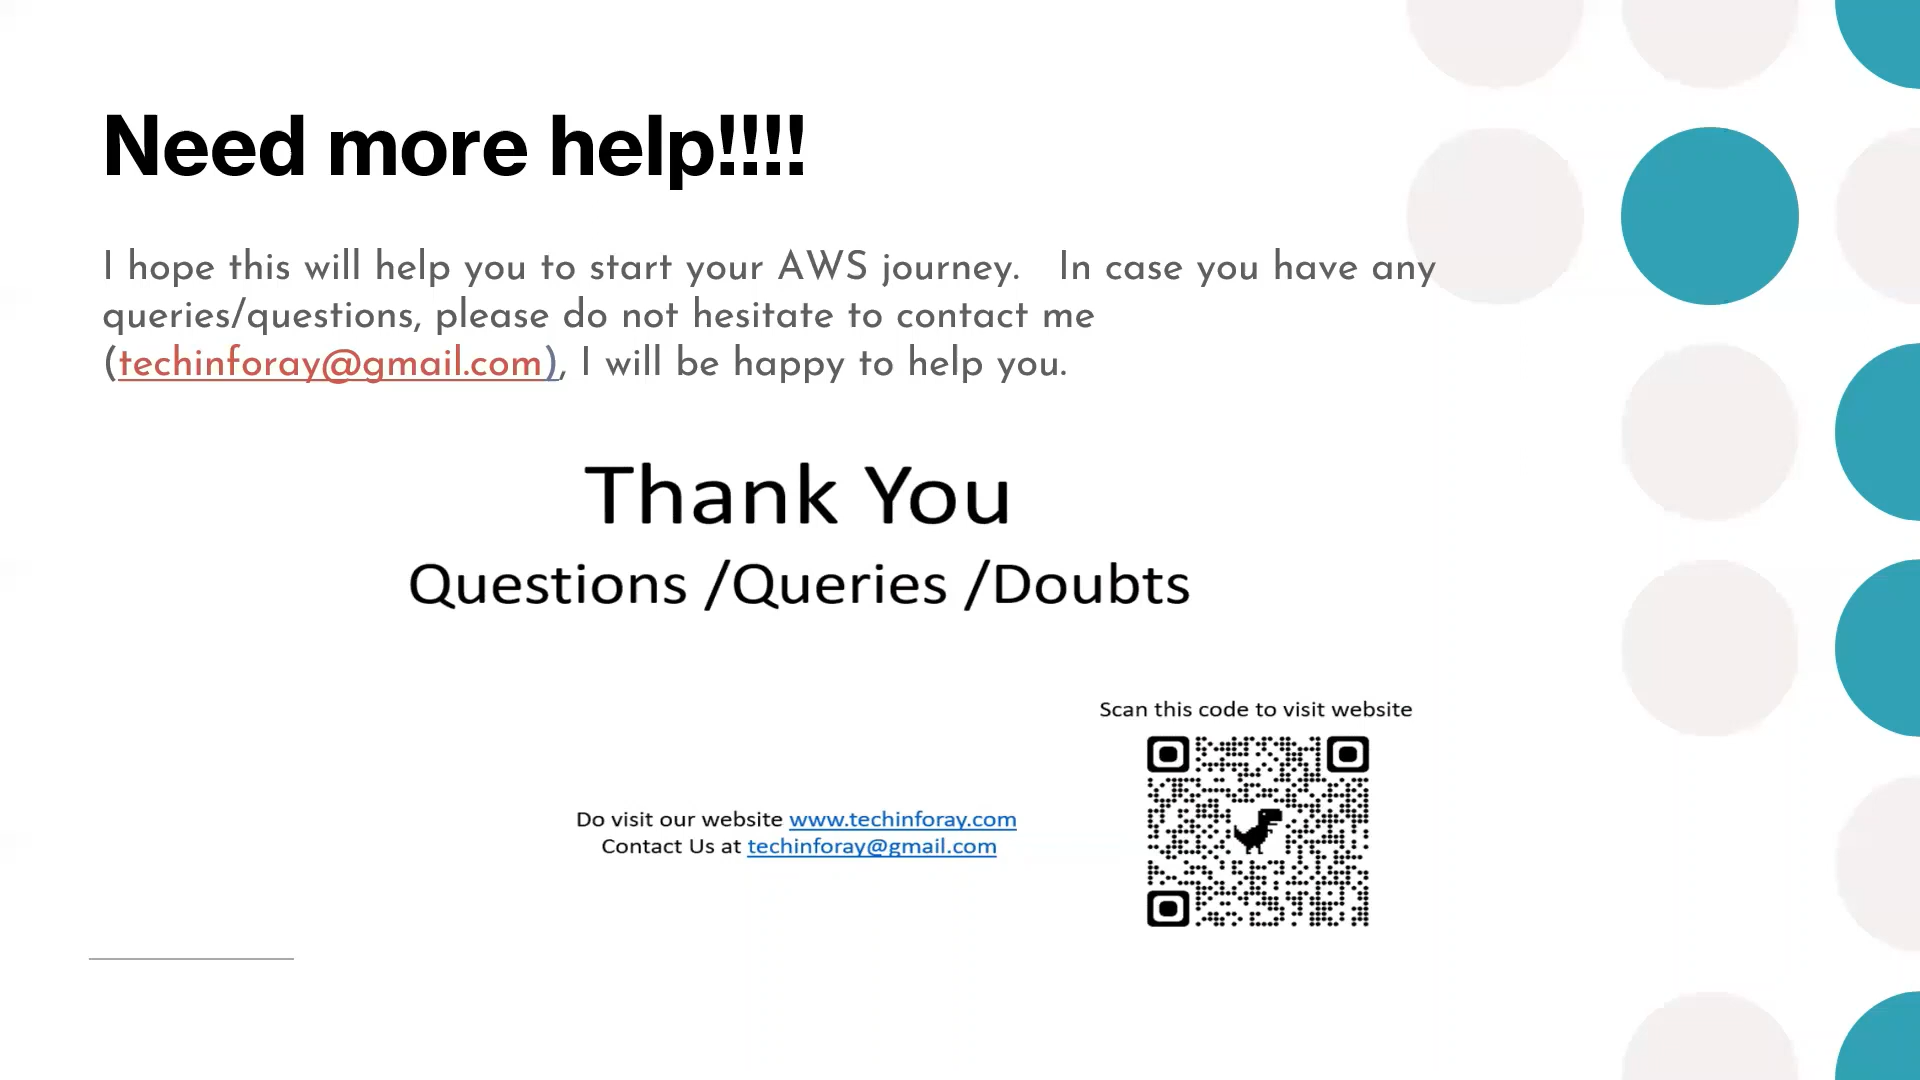 Need more help!!!!
I hope this will help you to start your AWS journey.   In case you have any
queries/questions, please do not hesitate to contact me
(techinforay@gmail.com), I will be happy to help you.
Thank You
Questions /Queries /Doubts
Scan this code to visit website
Do visit our website www.techinforay.com
Contact Us at techinforay@gmail.com